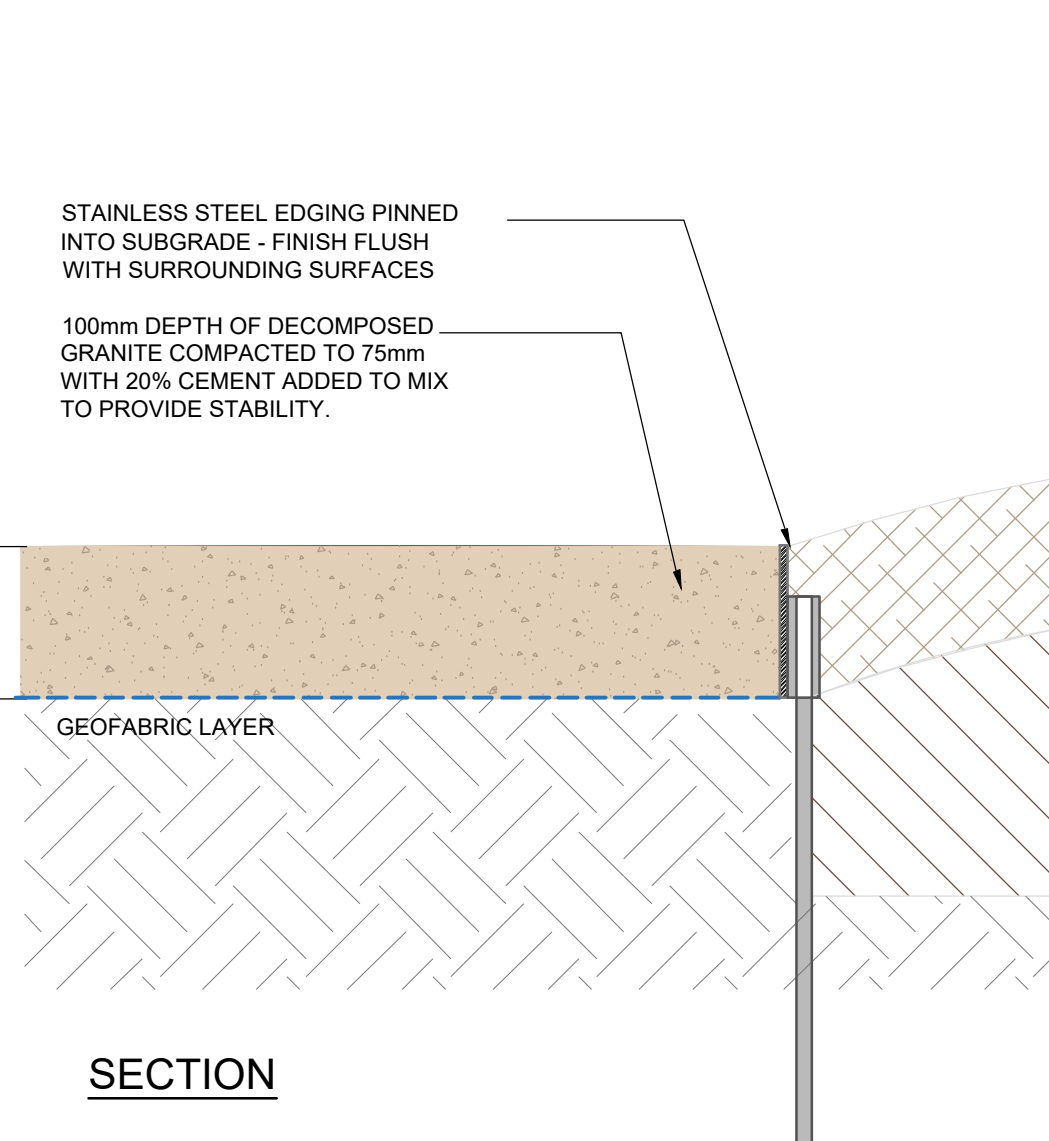 STAINLESS STEEL EDGING PINNED
INTO SUBGRADE - FINISH FLUSH
WITH SURROUNDING SURFACES
100mm DEPTH OF DECOMPOSED
GRANITE COMPACTED TO 75mm
WITH 20% CEMENT ADDED TO MIX
TO PROVIDE STABILITY.
GEOFABRIC LAYER
SECTION